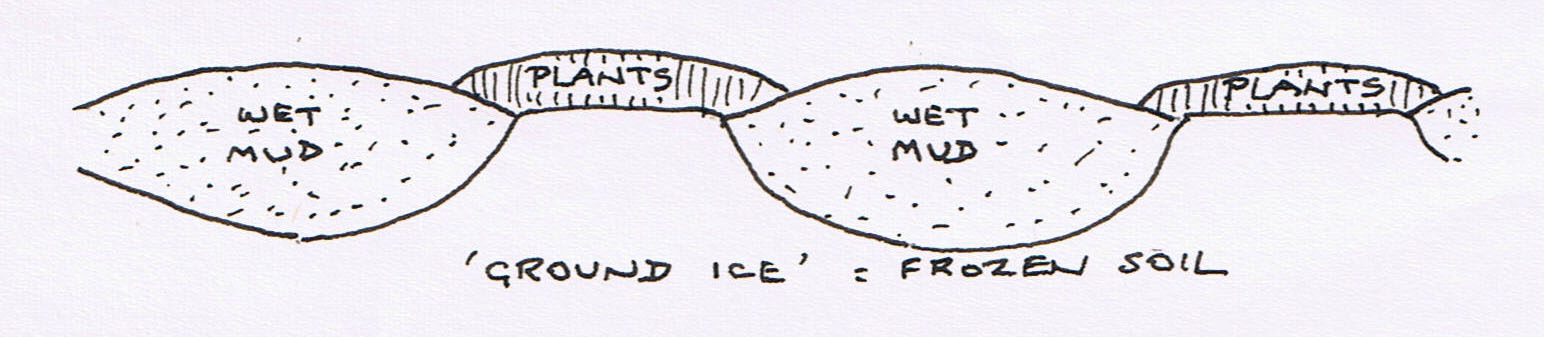 PLANTS
PLANTS
WET
MUD
WET
MUD
'GROUND ICE' = FROZEN SOIL